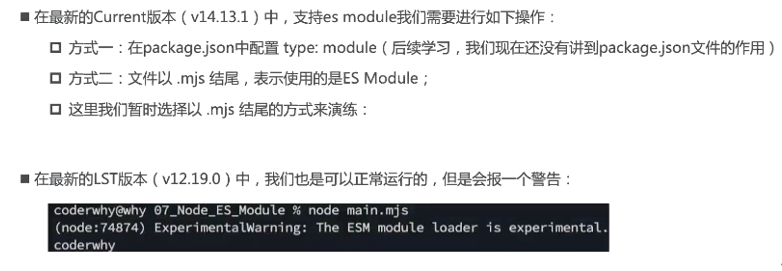 在最新的Current版本（v14.13.1）中，支持es module我们需要进行如下操作：
方式一：在package.json中配置 type: module（后续学习，我们现在还没有讲到package.json文件的作用）
方式二：文件以 .mjs 结尾，表示使用的是ES Module；
这里我们暂时选择以 .mjs 结尾的方式来演练：
在最新的LST版本（v12.19.0）中，我们也是可以正常运行的，但是会报一个警告：
coderwhy@why 07_Node_ES_Module % node main.mjs
(node:74874) ExperimentalWarning: The ESM module loader is experimental.
coderwhy